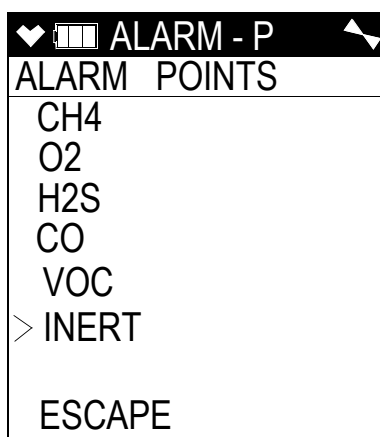 ALARM - P
ALARM POINTS
CH4
O2
H2S
CO
VOC
> INERT
ESCAPE